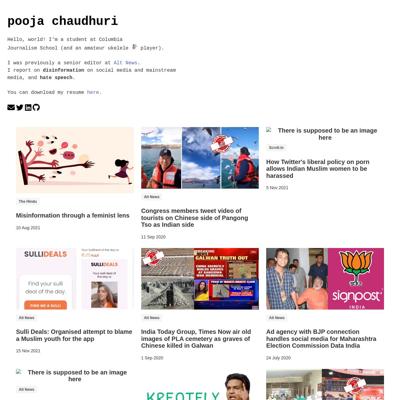 pooja chaudhuri
Hello, world! I'm a student at Columbia
Journalism School (and an amateur ukelele player).
I was previously a senior editor at Alt News.
I report on disinformation on social media and mainstream
media, and hate speech.
You can download my resume here.
The Hindu
Misinformation through a feminist lens
10 Aug 2021
Alt News
Congress members tweet video of
tourists on Chinese side of Pangong
Tso as Indian side
11 Sep 2020
There is supposed to be an image
here
Scroll.in
How Twitter's liberal policy on porn
allows Indian Muslim women to be
harassed
5 Nov 2021
SULLI DEALS
Find your sulli
deal of the day.
FIND ME A SULLI
SULLIDEALS
Alt News
Sulli Deals: Organised attempt to blame
a Muslim youth for the app
15 Nov 2021
GALWAN TRUTH OUT
Alt News
India Today Group, Times Now air old
images of PLA cemetery as graves of
Chinese killed in Galwan
1 Sep 2020
signpost
INDIA
Alt News
Ad agency with BJP connection
handles social media for Maharashtra
Election Commission Data India
24 July 2020
There is supposed to be an image
here
Alt News
KREATELY